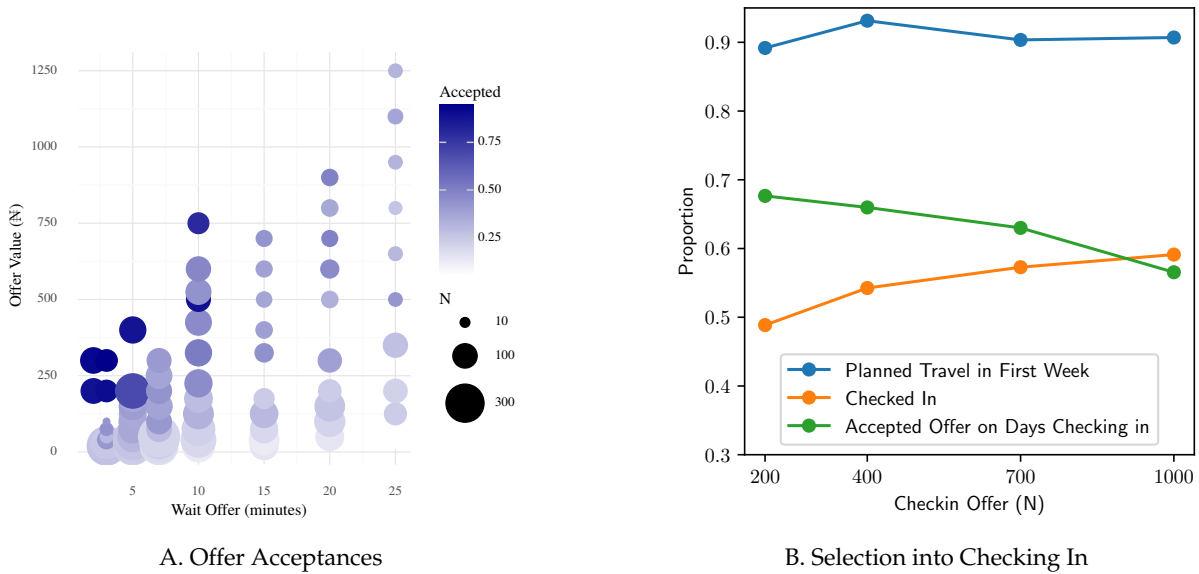 1250
1000
750
500
250
0
5
10
15
20
25
Offer Value (₦)
Wait Offer (minutes)
Accepted
0.75
0.50
0.25
N
10
100
300
A. Offer Acceptances
0.9
0.8
0.7
0.6
0.5
0.4
0.3
Proportion
Planned Travel in First Week
Checked In
Accepted Offer on Days Checking in
200
400
700
1000
Checkin Offer (N)
B. Selection into Checking In